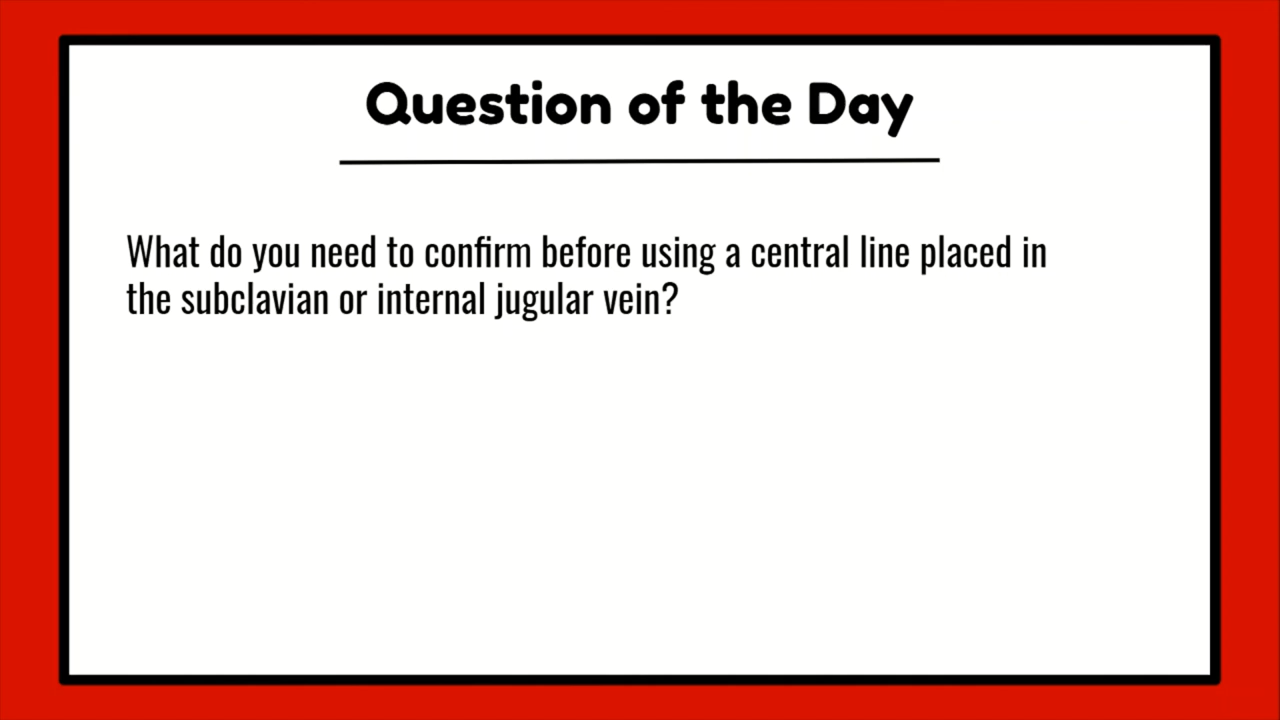 Question of the Day
What do you need to confirm before using a central line placed in
the subclavian or internal jugular vein?